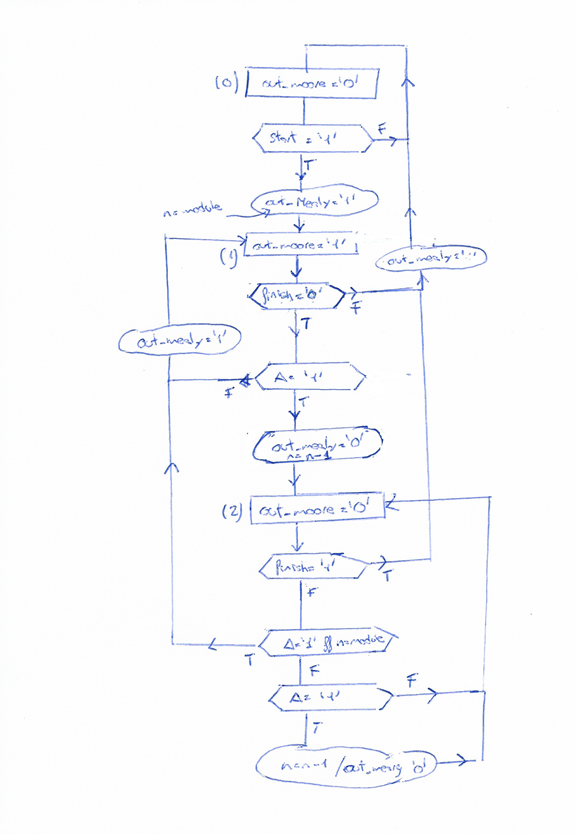 (0) out_moore = '0'
Start = '1'
F
T
out_Mealy = '1'
n = module
(1) out_moore = '1'
out_mealy =
finish = '0'
F
T
out_mealy = '1'
A = '1'
F
T
out_mealy = '0'
n = n-1
(2) out_moore = '0'
finish = '1'
T
F
A = '1' && n=module
T
F
A = '1'
F
T
n = n-1 / out_mealy '0'